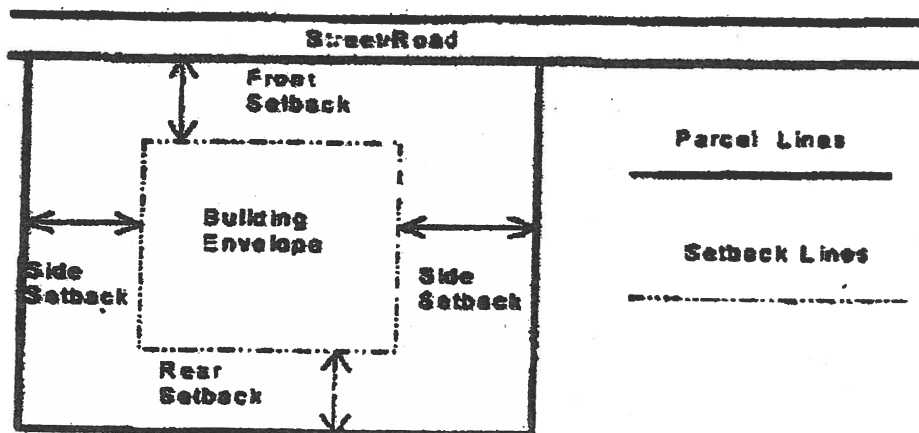 Street/Road
Front
Setback
Parcel Lines
Building
Envelope
Setback Lines
Side
Setback
Side
Setback
Rear
Setback